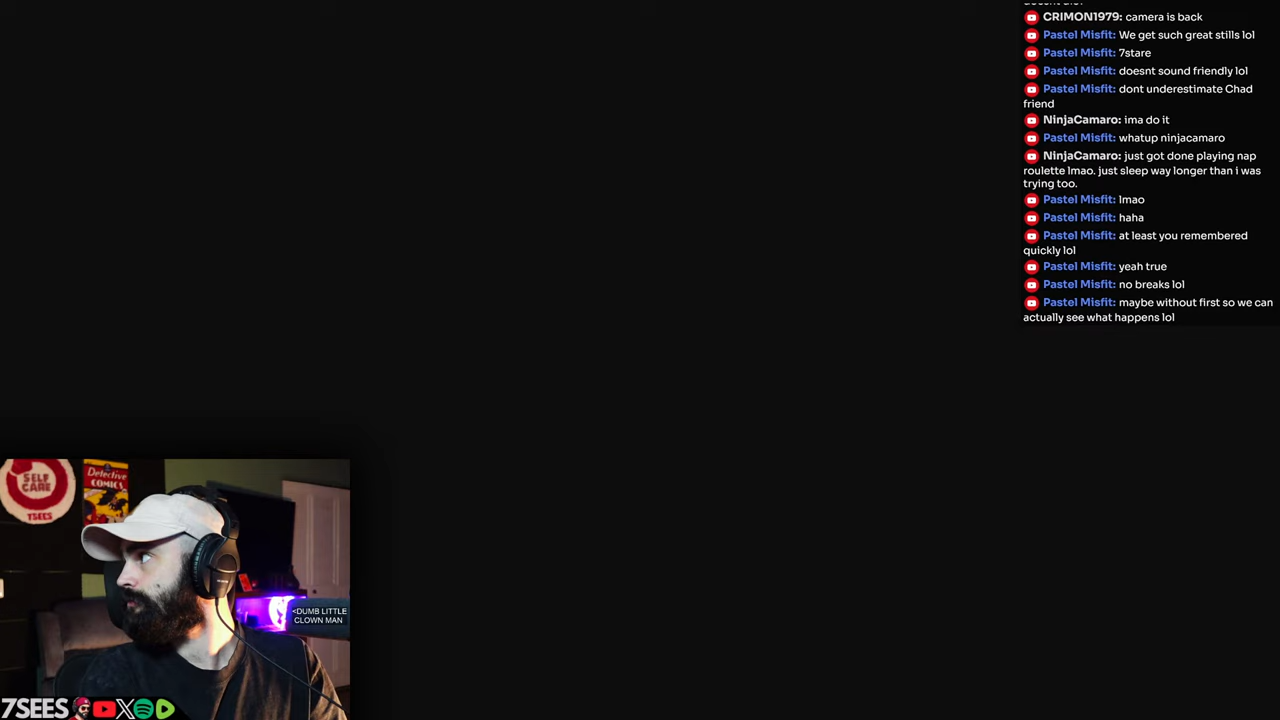 CRIMON1979: camera is back
Pastel Misfit: We get such great stills lol
Pastel Misfit: 7stare
Pastel Misfit: doesnt sound friendly lol
Pastel Misfit: dont underestimate Chad
friend
NinjaCamaro: ima do it
Pastel Misfit: whatup ninjacamaro
NinjaCamaro: just got done playing nap
roulette lmao. just sleep way longer than i was
trying too.
Pastel Misfit: lmao
Pastel Misfit: haha
Pastel Misfit: at least you remembered
quickly lol
Pastel Misfit: yeah true
Pastel Misfit: no breaks lol
Pastel Misfit: maybe without first so we can
actually see what happens lol
SELF
CARE
7SEES
Detective
COMICS
<DUMB LITTLE
CLOWN MAN
7SEES